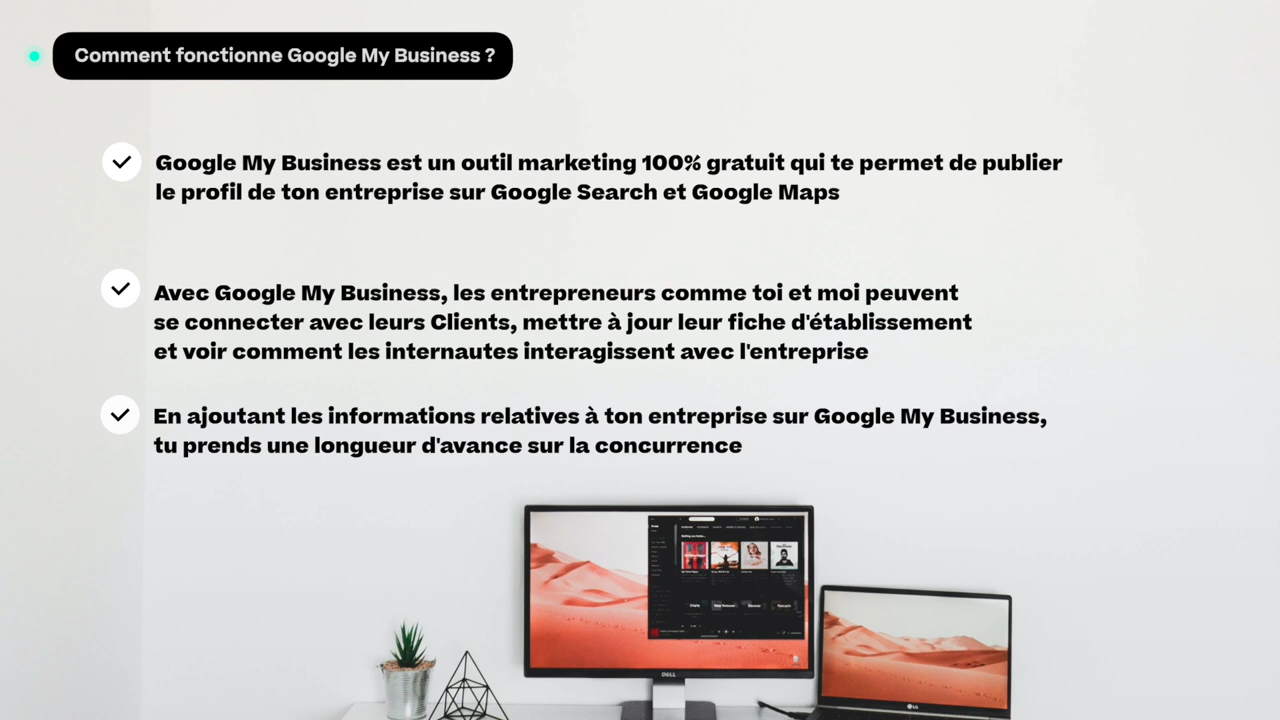 Comment fonctionne Google My Business ?
Google My Business est un outil marketing 100% gratuit qui te permet de publier
le profil de ton entreprise sur Google Search et Google Maps
Avec Google My Business, les entrepreneurs comme toi et moi peuvent
se connecter avec leurs Clients, mettre à jour leur fiche d'établissement
et voir comment les internautes interagissent avec l'entreprise
En ajoutant les informations relatives à ton entreprise sur Google My Business,
tu prends une longueur d'avance sur la concurrence
DELL
LG